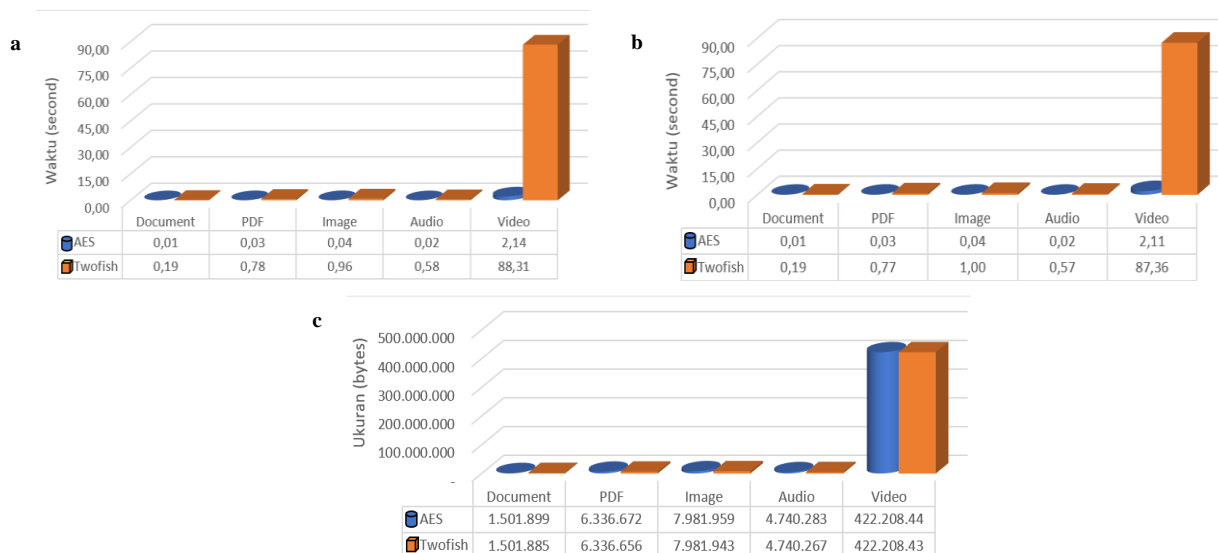 a
Waktu (second)
90,00
75,00
60,00
45,00
30,00
15,00
0,00
Document PDF Image Audio Video
AES 0,01 0,03 0,04 0,02 2,14
Twofish 0,19 0,78 0,96 0,58 88,31
b
Waktu (second)
90,00
75,00
60,00
45,00
30,00
15,00
0,00
Document PDF Image Audio Video
AES 0,01 0,03 0,04 0,02 2,11
Twofish 0,19 0,77 1,00 0,57 87,36
c
Ukuran (bytes)
500.000.000
400.000.000
300.000.000
200.000.000
100.000.000
-
Document PDF Image Audio Video
AES 1.501.899 6.336.672 7.981.959 4.740.283 422.208.44
Twofish 1.501.885 6.336.656 7.981.943 4.740.267 422.208.43